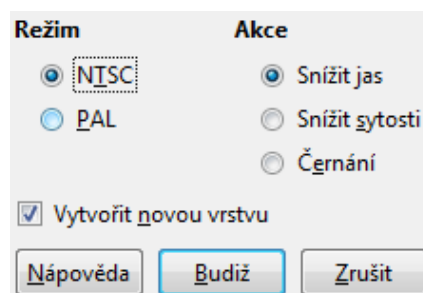 Režim Akce
NTSC Snížit jas
PAL Snížit sytosti
Černání
Vytvořit novou vrstvu
Nápověda Budiž Zrušit